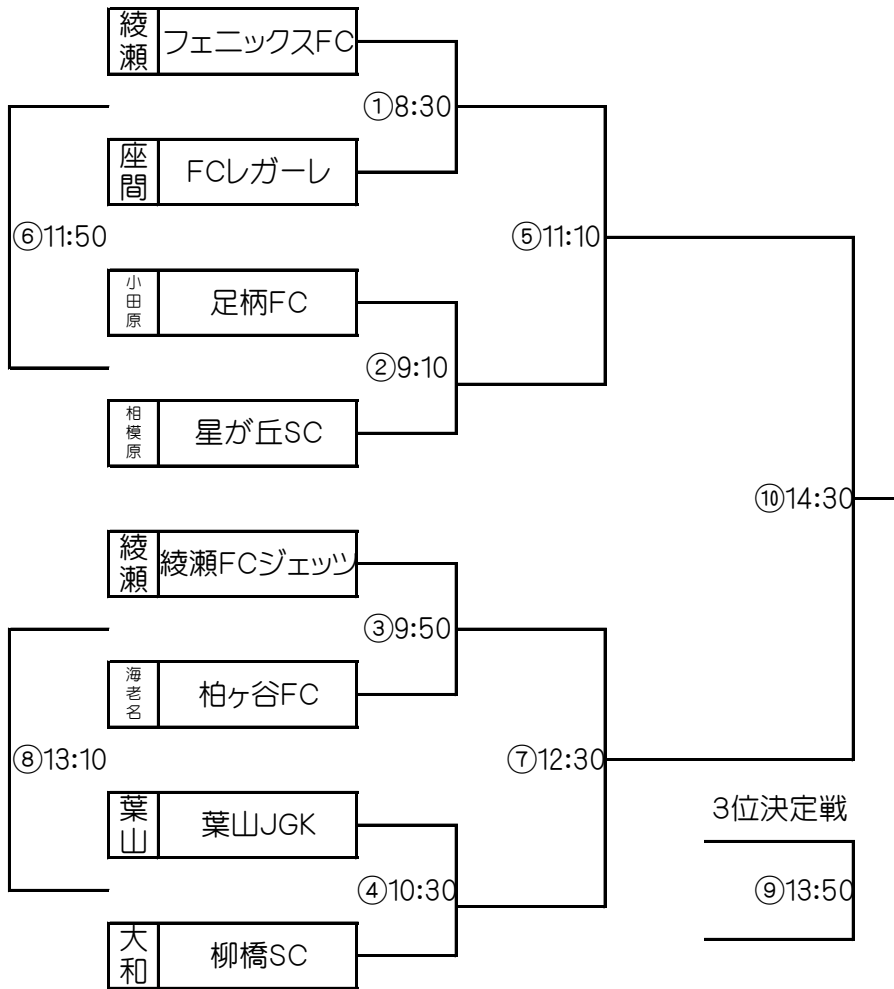 綾瀬 フェニックスFC
①8:30
座間 FCレガーレ
⑥11:50
⑤11:10
小田原 足柄FC
②9:10
相模原 星が丘SC
⑩14:30
綾瀬 綾瀬FCジェッツ
③9:50
海老名 柏ヶ谷FC
⑧13:10
⑦12:30
葉山 葉山JGK
3位決定戦
④10:30
⑨13:50
大和 柳橋SC